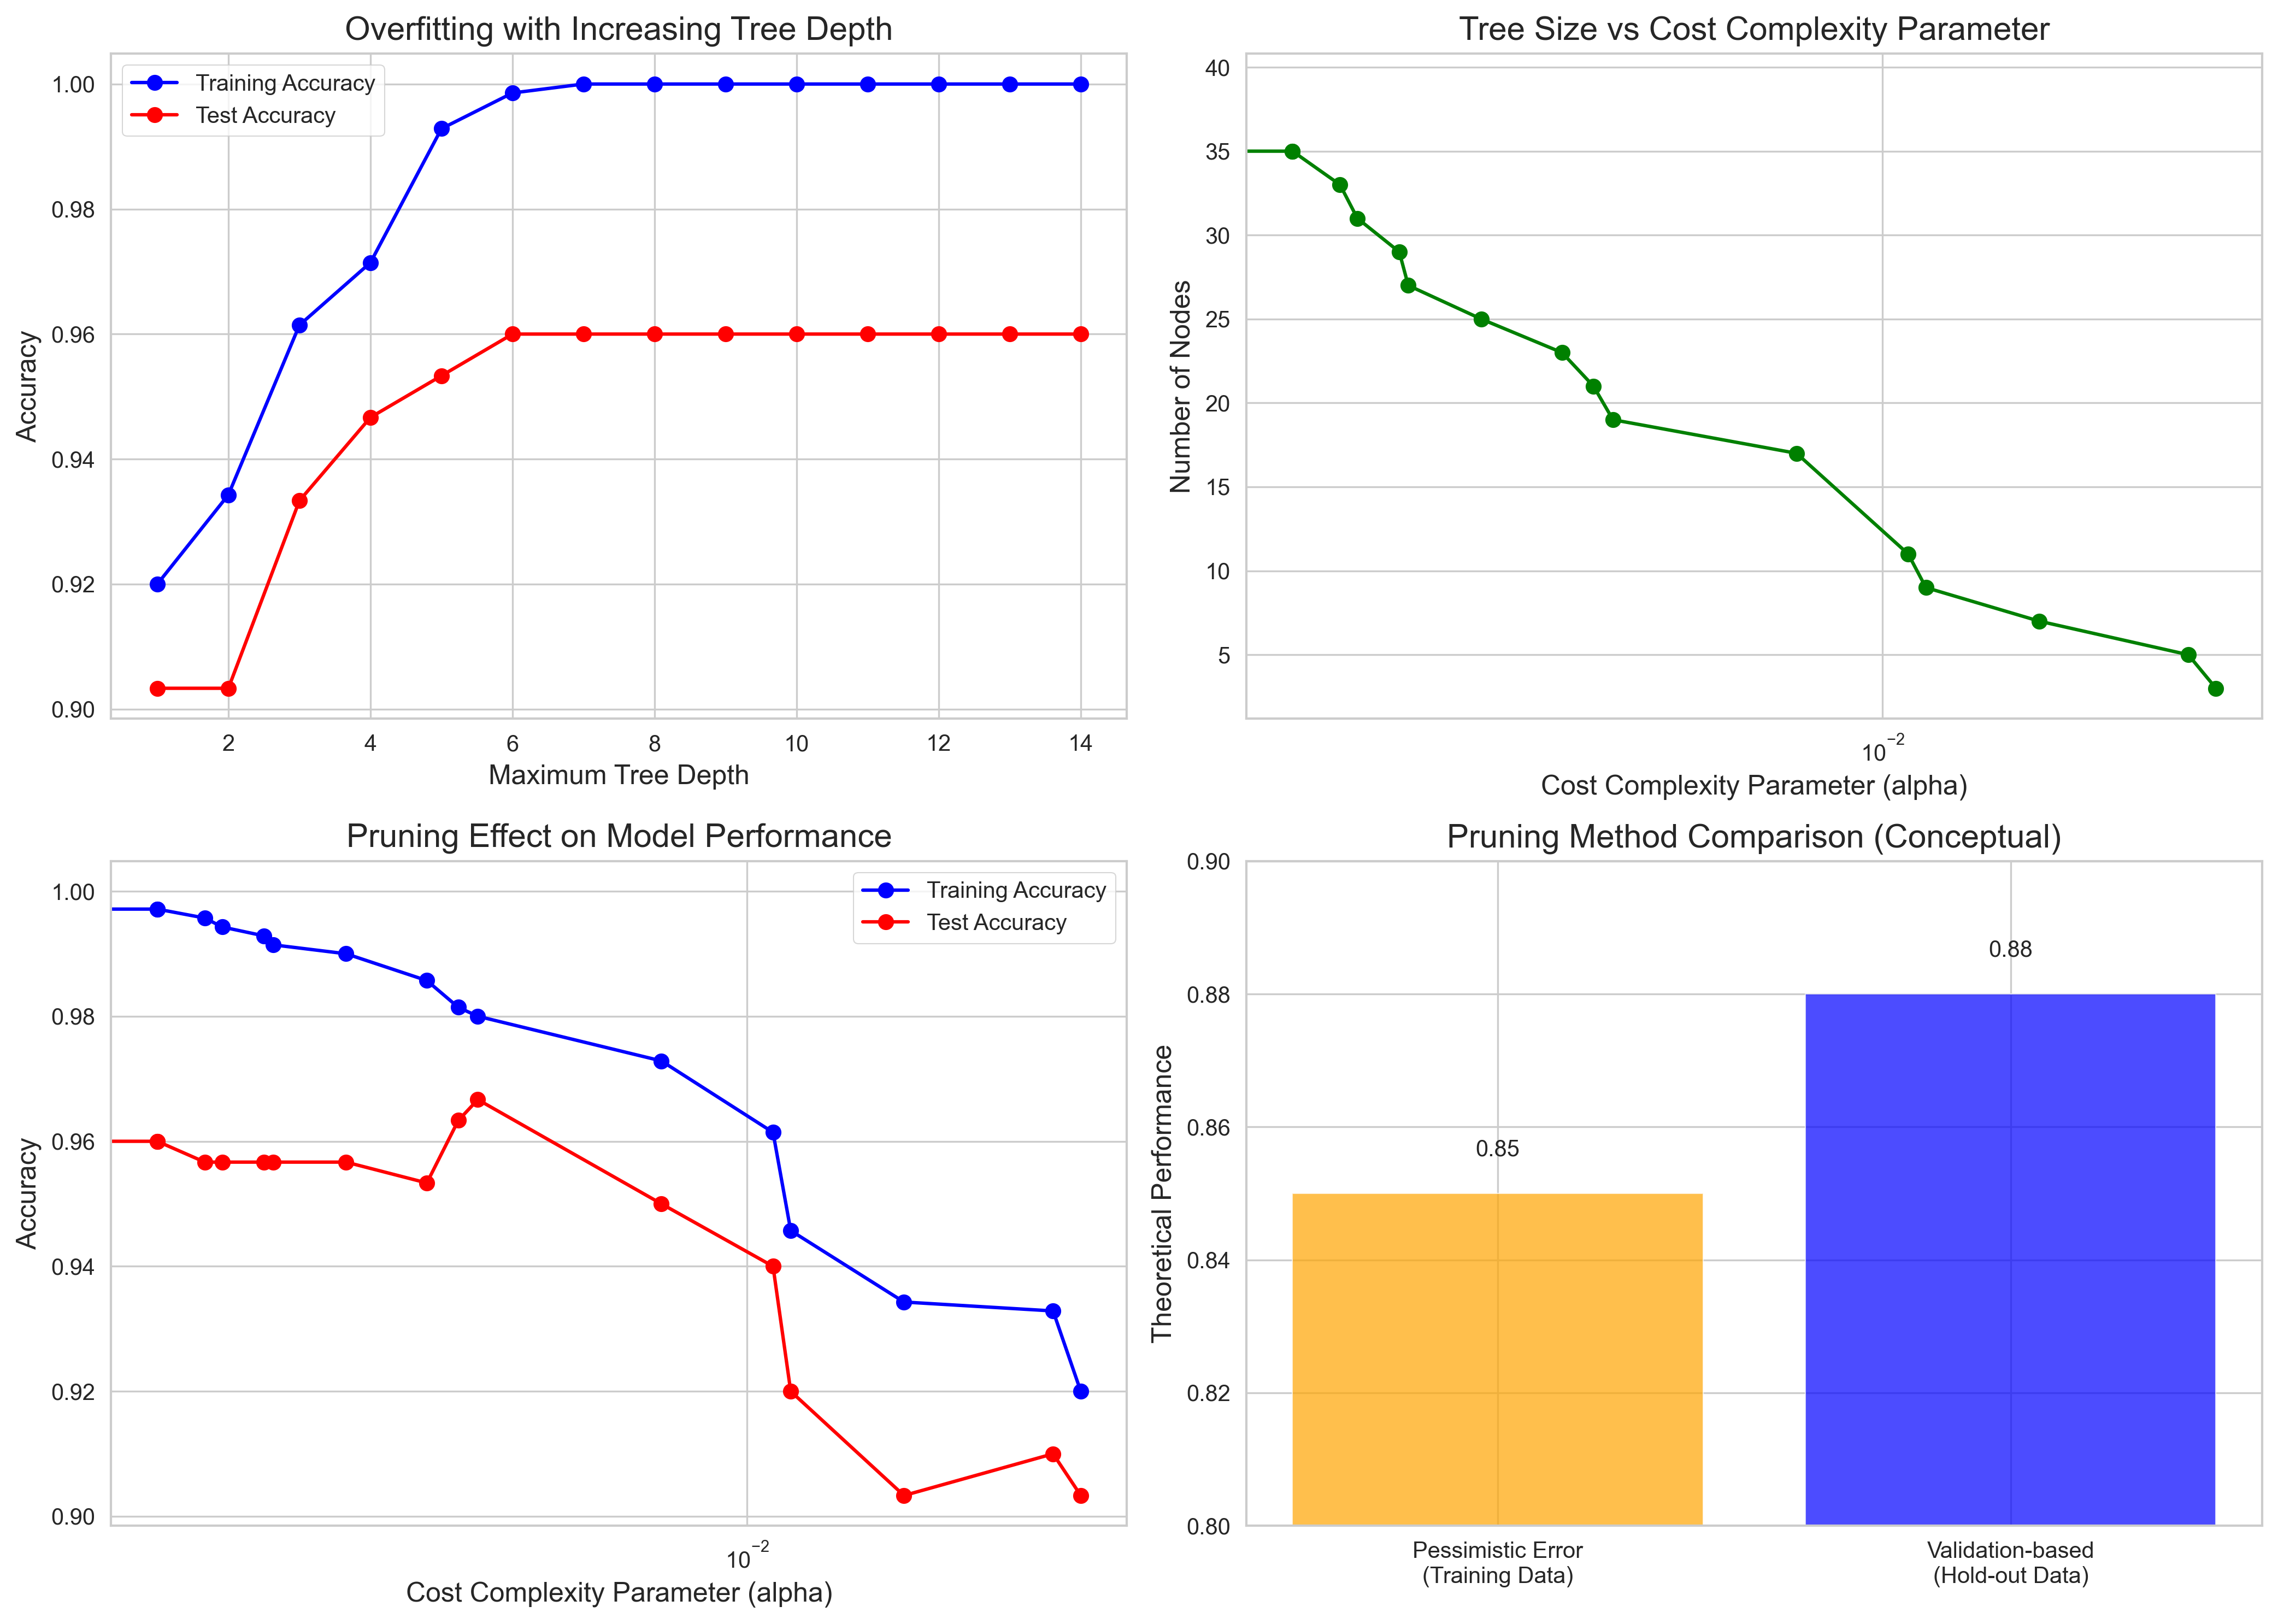 Overfitting with Increasing Tree Depth
Training Accuracy
Test Accuracy
1.00
0.98
0.96
0.94
0.92
0.90
Accuracy
2 4 6 8 10 12 14
Maximum Tree Depth
Tree Size vs Cost Complexity Parameter
40
35
30
25
20
15
10
5
Number of Nodes
10⁻²
Cost Complexity Parameter (alpha)
Pruning Effect on Model Performance
Training Accuracy
Test Accuracy
1.00
0.98
0.96
0.94
0.92
0.90
Accuracy
10⁻²
Cost Complexity Parameter (alpha)
Pruning Method Comparison (Conceptual)
0.90
0.88
0.86
0.84
0.82
0.80
Theoretical Performance
0.85
0.88
Pessimistic Error
(Training Data)
Validation-based
(Hold-out Data)